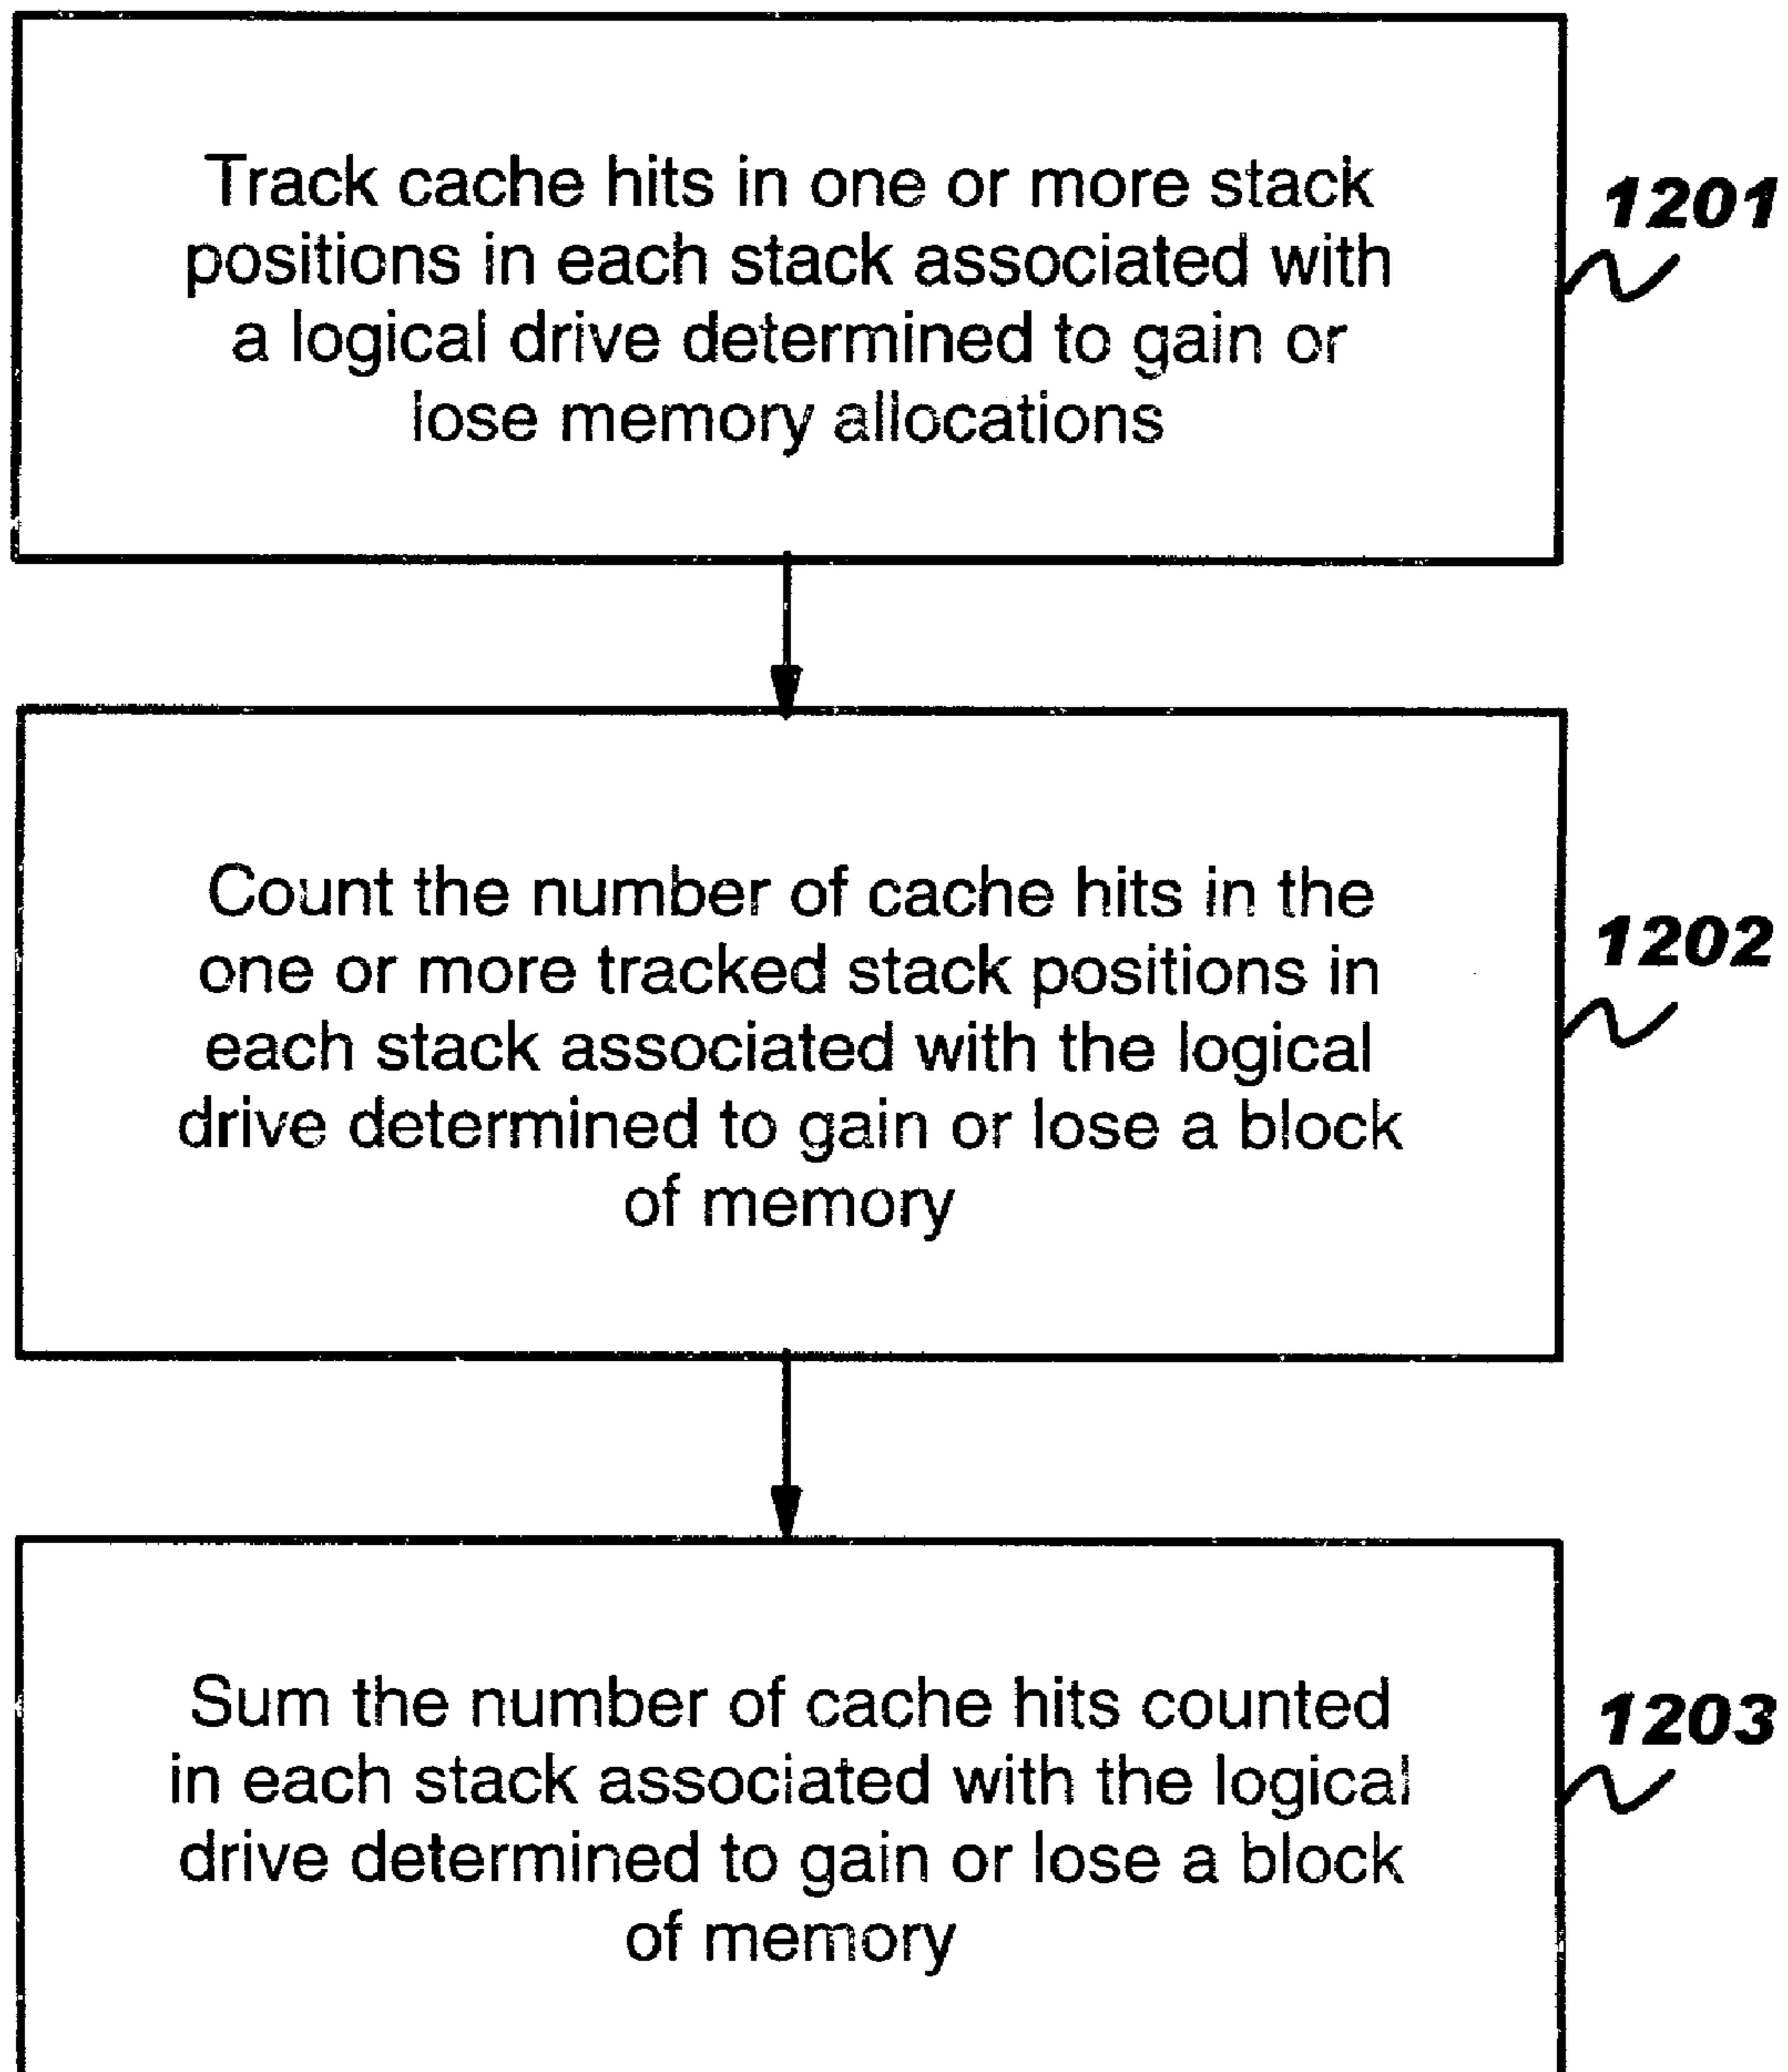 Track cache hits in one or more stack
positions in each stack associated with
a logical drive determined to gain or
lose memory allocations
1201
Count the number of cache hits in the
one or more tracked stack positions in
each stack associated with the logical
drive determined to gain or lose a block
of memory
1202
Sum the number of cache hits counted
in each stack associated with the logical
drive determined to gain or lose a block
of memory
1203